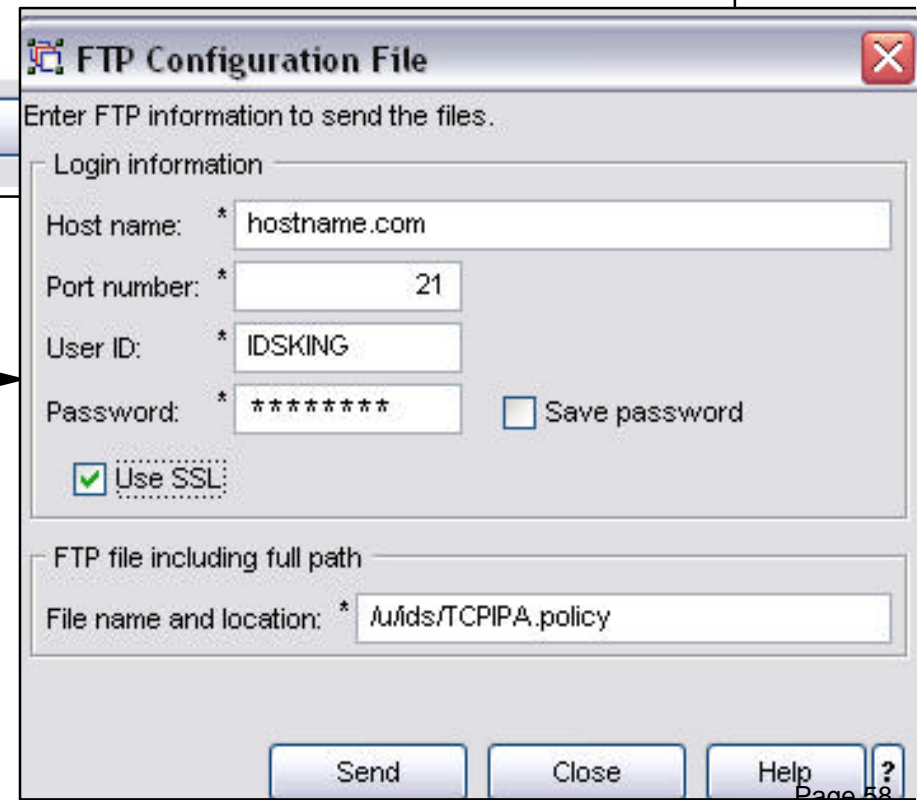 FTP Configuration File
Enter FTP information to send the files.
Login information
Host name: * hostname.com
Port number: * 21
User ID: * IDSKING
Password: * ******** Save password
Use SSL
FTP file including full path
File name and location: * /u/ids/TCPIPA.policy
Send Close Help ?
Page 58